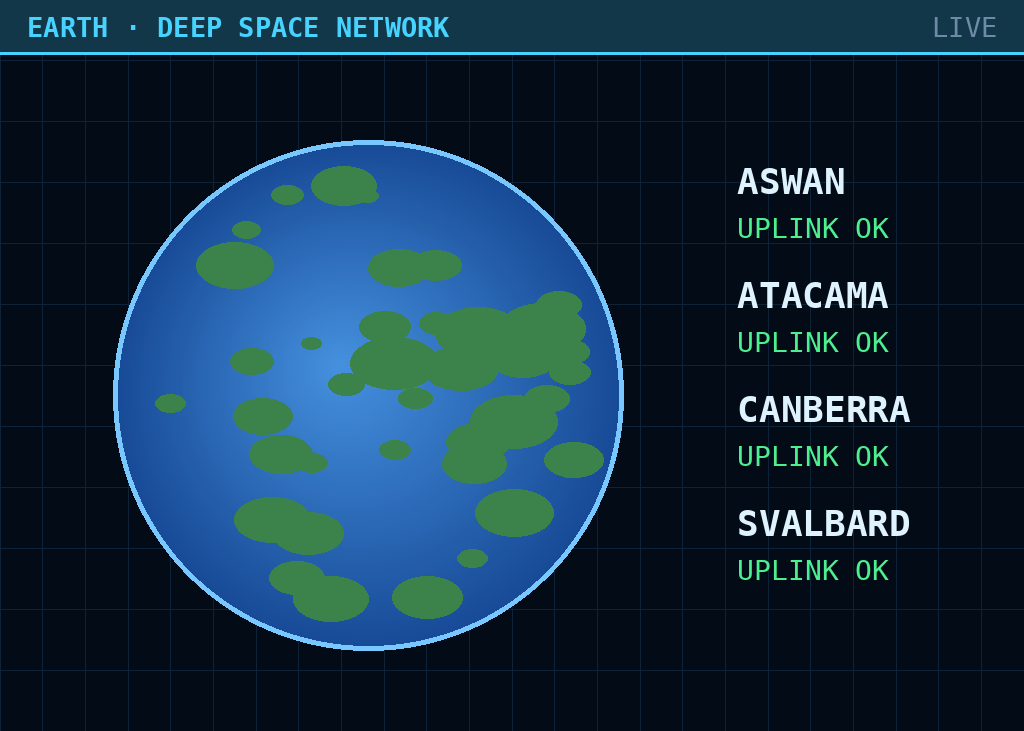 EARTH · DEEP SPACE NETWORK
LIVE
ASWAN
UPLINK OK
ATACAMA
UPLINK OK
CANBERRA
UPLINK OK
SVALBARD
UPLINK OK